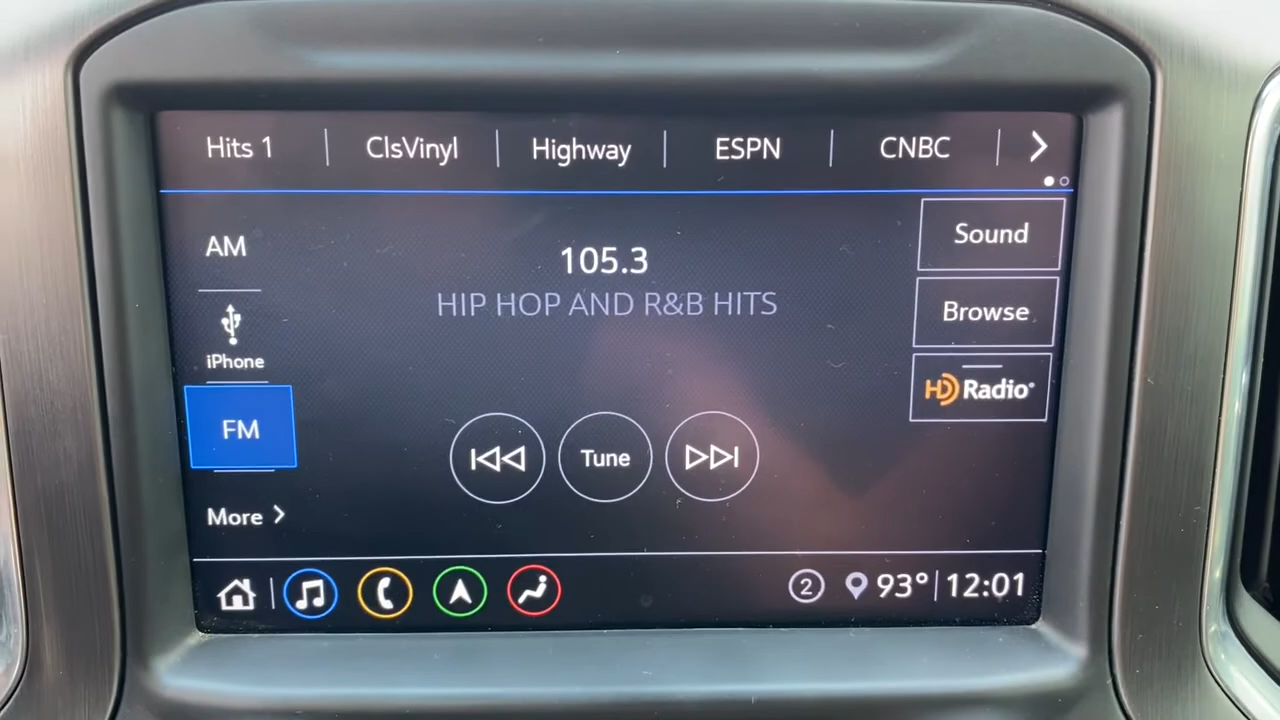 Hits 1
ClsVinyl
Highway
ESPN
CNBC
AM
iPhone
FM
More
105.3
HIP HOP AND R&B HITS
Tune
Sound
Browse
HD Radio®
2
93°
12:01